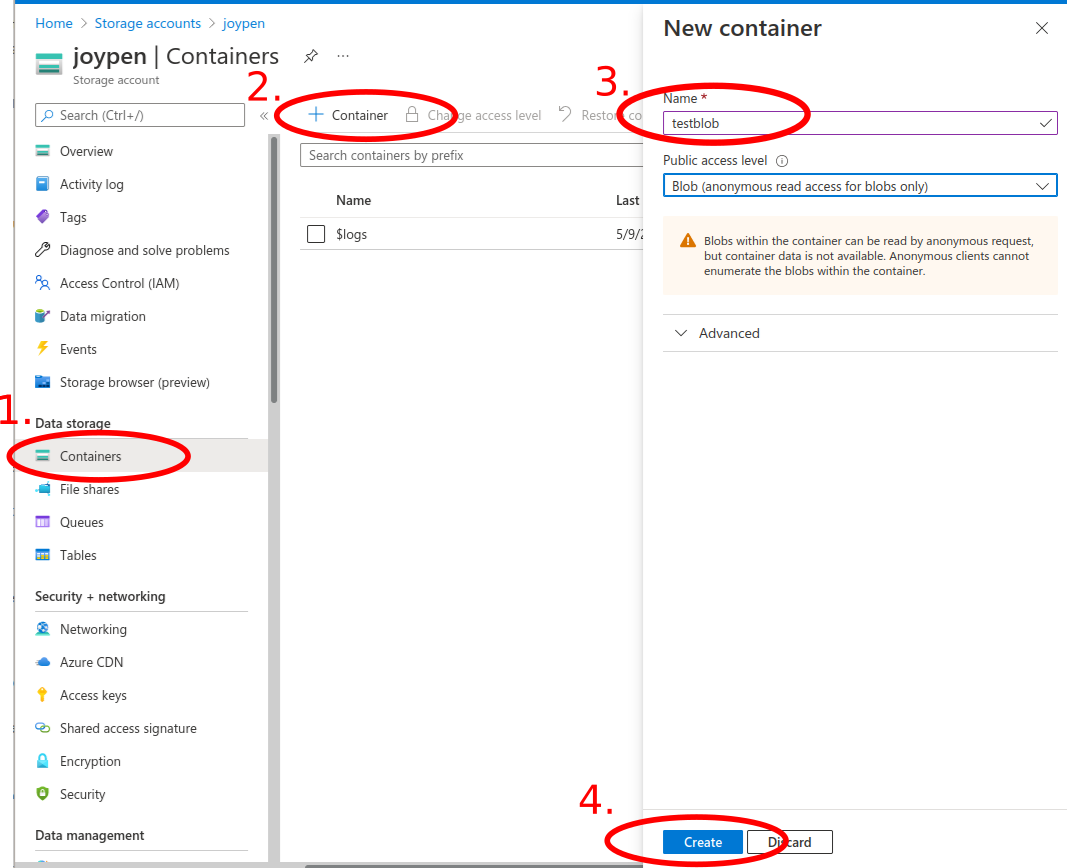 Home > Storage accounts > joypen
joypen | Containers
...
Storage account
2.
Search (Ctrl+/)
«
Overview
Activity log
Tags
Diagnose and solve problems
Access Control (IAM)
Data migration
Events
Storage browser (preview)
1.
Data storage
Containers
File shares
Queues
Tables
Security + networking
Networking
Azure CDN
Access keys
Shared access signature
Encryption
Security
Data management
+ Container
Change access level
Restore co
Search containers by prefix
Name
Last
$logs
5/9/2
New container
3.
Name *
testblob
Public access level
Blob (anonymous read access for blobs only)
Blobs within the container can be read by anonymous request,
but container data is not available. Anonymous clients cannot
enumerate the blobs within the container.
Advanced
4.
Create
Discard